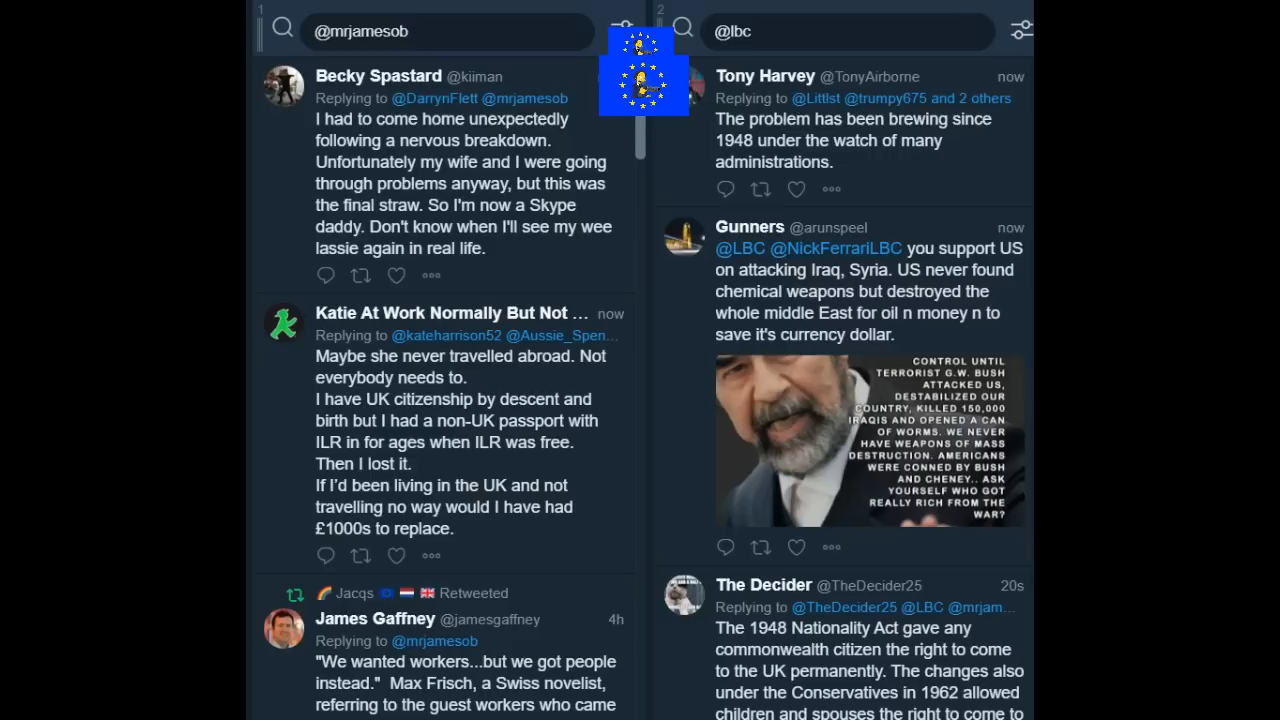 1
@mrjamesob
Becky Spastard @kiiman
Replying to @DarrynFlett @mrjamesob
I had to come home unexpectedly
following a nervous breakdown.
Unfortunately my wife and I were going
through problems anyway, but this was
the final straw. So I'm now a Skype
daddy. Don't know when I'll see my wee
lassie again in real life.
Katie At Work Normally But Not ... now
Replying to @kateharrison52 @Aussie_Spen...
Maybe she never travelled abroad. Not
everybody needs to.
I have UK citizenship by descent and
birth but I had a non-UK passport with
ILR in for ages when ILR was free.
Then I lost it.
If I'd been living in the UK and not
travelling no way would I have had
£1000s to replace.
Jacqs Retweeted
James Gaffney @jamesgaffney 4h
Replying to @mrjamesob
"We wanted workers...but we got people
instead." Max Frisch, a Swiss novelist,
referring to the guest workers who came
2
@lbc
Tony Harvey @TonyAirborne now
Replying to @Littlst @trumpy675 and 2 others
The problem has been brewing since
1948 under the watch of many
administrations.
Gunners @arunspeel now
@LBC @NickFerrariLBC you support US
on attacking Iraq, Syria. US never found
chemical weapons but destroyed the
whole middle East for oil n money n to
save it's currency dollar.
CONTROL UNTIL
TERRORIST G.W. BUSH
ATTACKED US,
DESTABILIZED OUR
COUNTRY, KILLED 150,000
IRAQIS AND OPENED A CAN
OF WORMS. WE NEVER
HAVE WEAPONS OF MASS
DESTRUCTION. AMERICANS
WERE CONNED BY BUSH
AND CHENEY.. ASK
YOURSELF WHO GOT
REALLY RICH FROM THE
WAR?
The Decider @TheDecider25 20s
Replying to @TheDecider25 @LBC @mrjam...
The 1948 Nationality Act gave any
commonwealth citizen the right to come
to the UK permanently. The changes also
under the Conservatives in 1962 allowed
children and spouses the right to come to